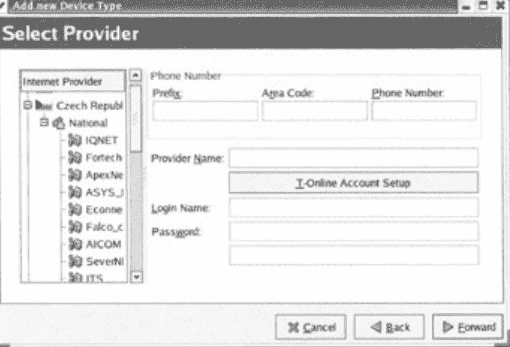 Add new Device Type
Select Provider
Internet Provider
Czech Republ
National
IQNET
Fortech
ApexNe
ASYS_I
Econne
Falco_c
AICOM
SeverNI
ITS
Phone Number
Prefix:
Area Code:
Phone Number:
Provider Name:
T-Online Account Setup
Login Name:
Password:
Cancel
Back
Forward